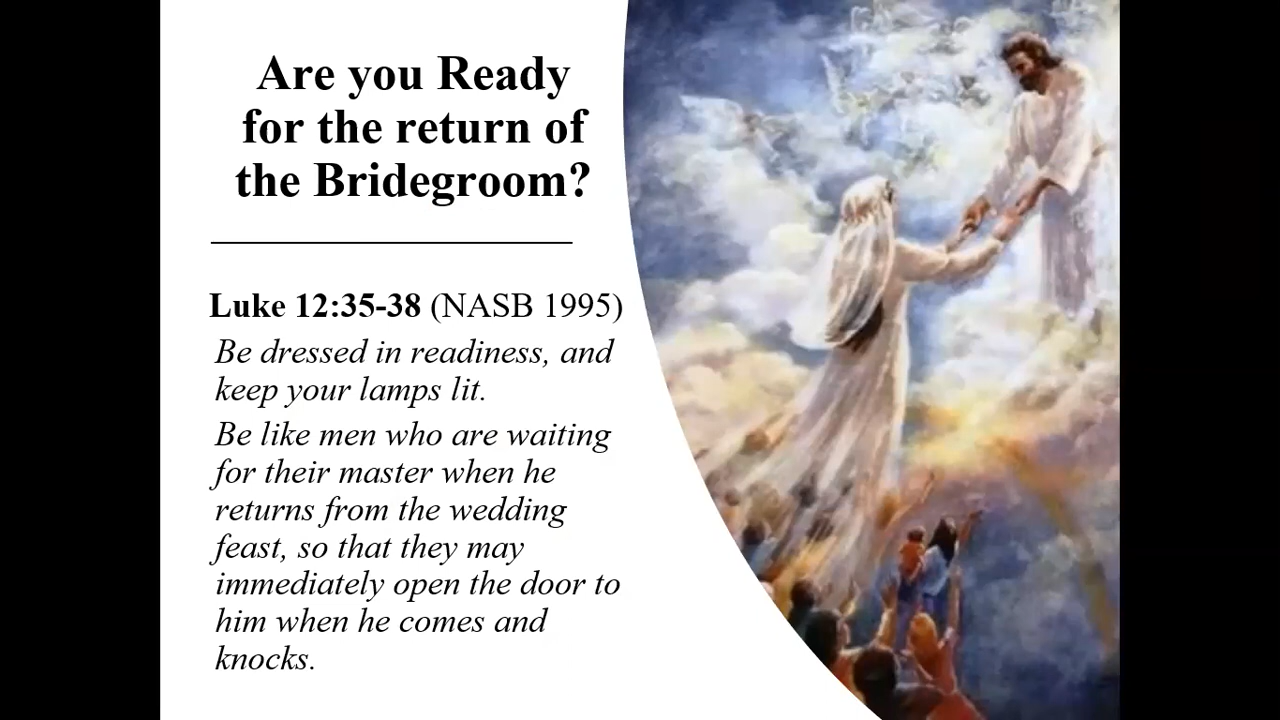 Are you Ready
for the return of
the Bridegroom?
Luke 12:35-38 (NASB 1995)
Be dressed in readiness, and
keep your lamps lit.
Be like men who are waiting
for their master when he
returns from the wedding
feast, so that they may
immediately open the door to
him when he comes and
knocks.